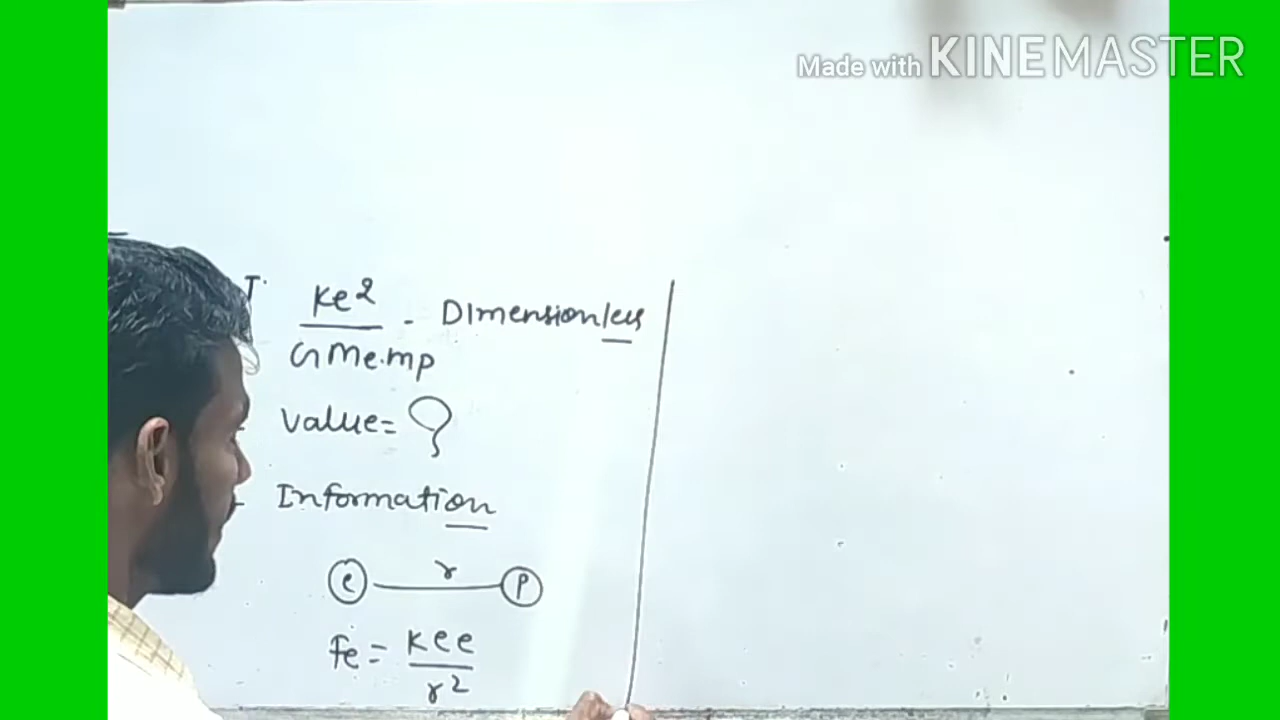 Made with KINEMASTER
I.
Ke²
GMe.mp
- Dimensionless
Value = ?
Information
e r p
Fe = Kee
r²